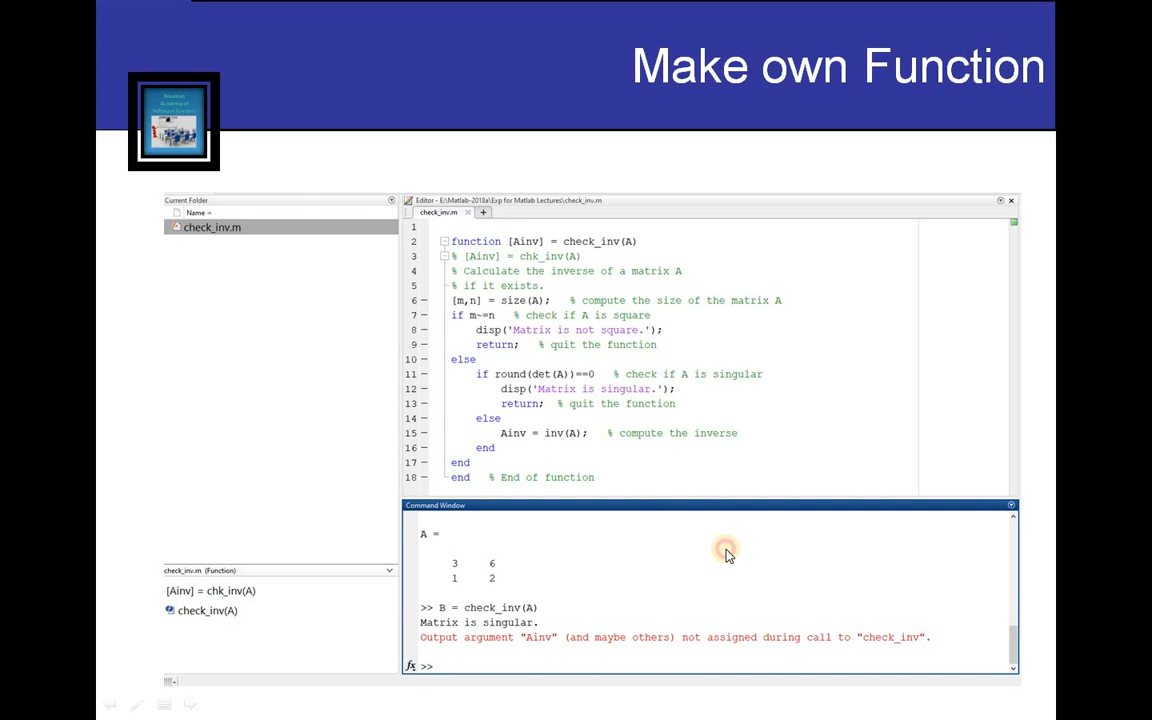 Make own Function
Noukhan
Academy of
Software Sciences
Current Folder
Name
check_inv.m
Editor - E:\Matlab-2018a\Exp for Matlab Lectures\check_inv.m
check_inv.m × +
1
2 function [Ainv] = check_inv(A)
3 % [Ainv] = chk_inv(A)
4 % Calculate the inverse of a matrix A
5 % if it exists.
6 – [m,n] = size(A); % compute the size of the matrix A
7 – if m~=n % check if A is square
8 – disp('Matrix is not square.');
9 – return; % quit the function
10 – else
11 – if round(det(A))==0 % check if A is singular
12 – disp('Matrix is singular.');
13 – return; % quit the function
14 – else
15 – Ainv = inv(A); % compute the inverse
16 – end
17 – end
18 – end % End of function
check_inv.m (Function)
[Ainv] = chk_inv(A)
check_inv(A)
Command Window
A =
3 6
1 2
>> B = check_inv(A)
Matrix is singular.
Output argument "Ainv" (and maybe others) not assigned during call to "check_inv".
fx >>